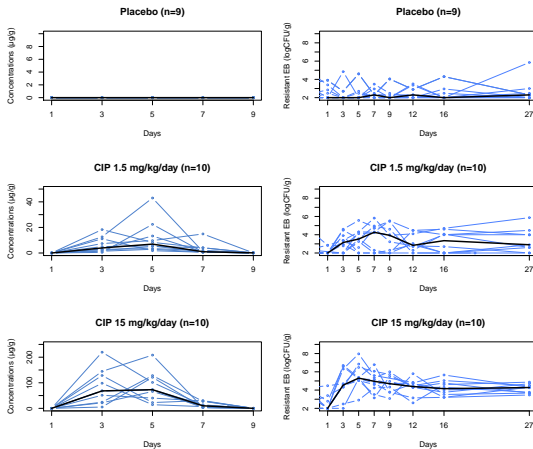 Placebo (n=9)
Concentrations (µg/g)
10
8
6
4
2
0
1 3 5 7 9
Days
Placebo (n=9)
Resistant EB (logCFU/g)
8
6
4
2
1 3 5 7 9 12 16 27
Days
CIP 1.5 mg/kg/day (n=10)
Concentrations (µg/g)
40
20
0
1 3 5 7 9
Days
CIP 1.5 mg/kg/day (n=10)
Resistant EB (logCFU/g)
8
6
4
2
1 3 5 7 9 12 16 27
Days
CIP 15 mg/kg/day (n=10)
Concentrations (µg/g)
200
100
0
1 3 5 7 9
Days
CIP 15 mg/kg/day (n=10)
Resistant EB (logCFU/g)
8
6
4
2
1 3 5 7 9 12 16 27
Days